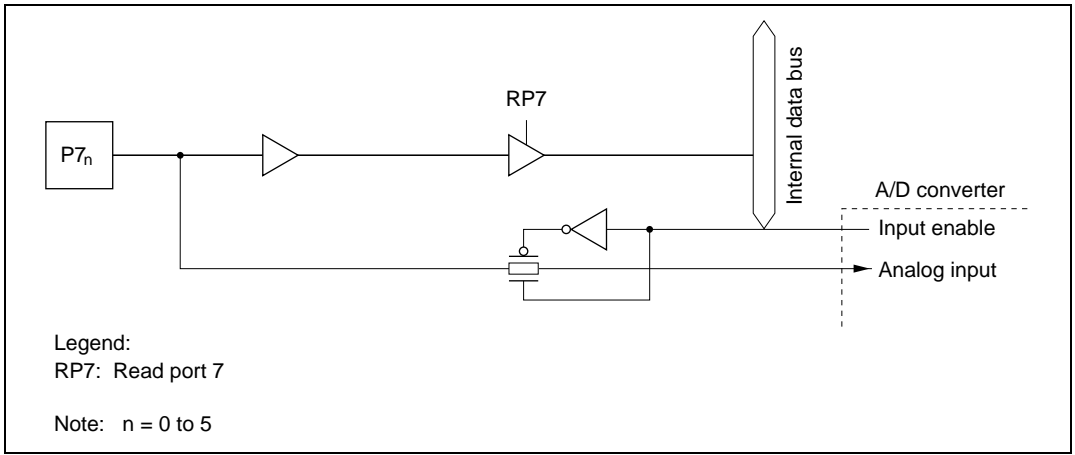 RP7
P7n
Internal data bus
A/D converter
Input enable
Analog input
Legend:
RP7: Read port 7
Note: n = 0 to 5